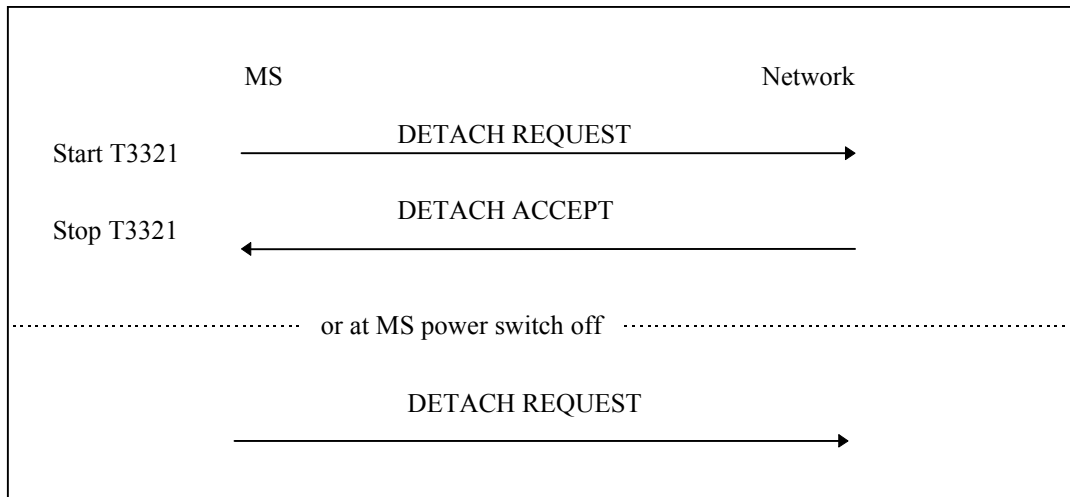 MS Network
DETACH REQUEST
Start T3321
DETACH ACCEPT
Stop T3321
or at MS power switch off
DETACH REQUEST